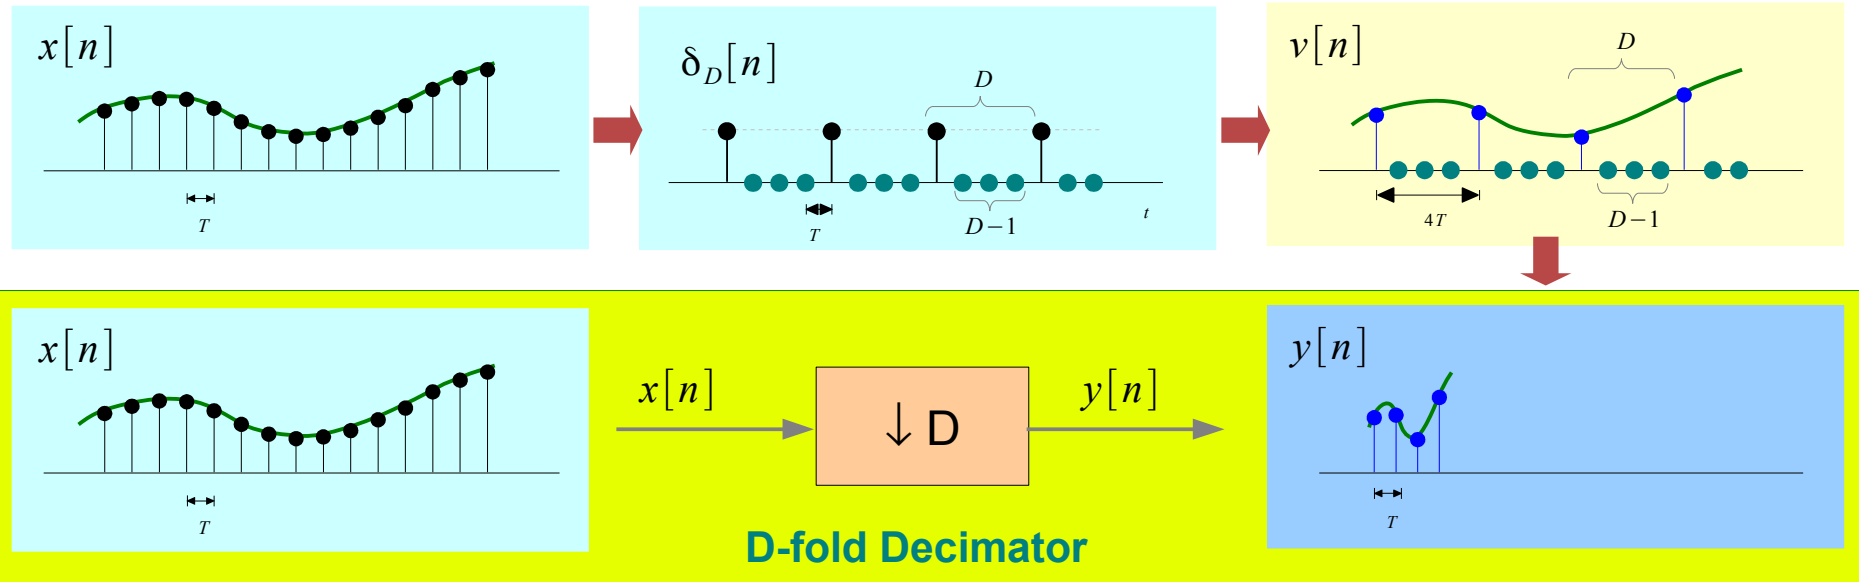 x[n]
T
δ_D[n]
D
D−1
T
t
v[n]
D
4T
D−1
x[n]
T
x[n]
↓ D
y[n]
D-fold Decimator
y[n]
T